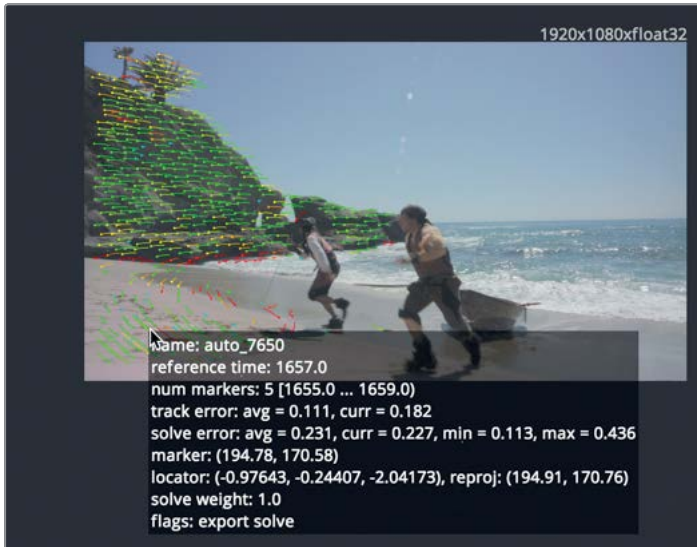 1920x1080xfloat32
name: auto_7650
reference time: 1657.0
num markers: 5 [1655.0 ... 1659.0)
track error: avg = 0.111, curr = 0.182
solve error: avg = 0.231, curr = 0.227, min = 0.113, max = 0.436
marker: (194.78, 170.58)
locator: (-0.97643, -0.24407, -2.04173), reproj: (194.91, 170.76)
solve weight: 1.0
flags: export solve